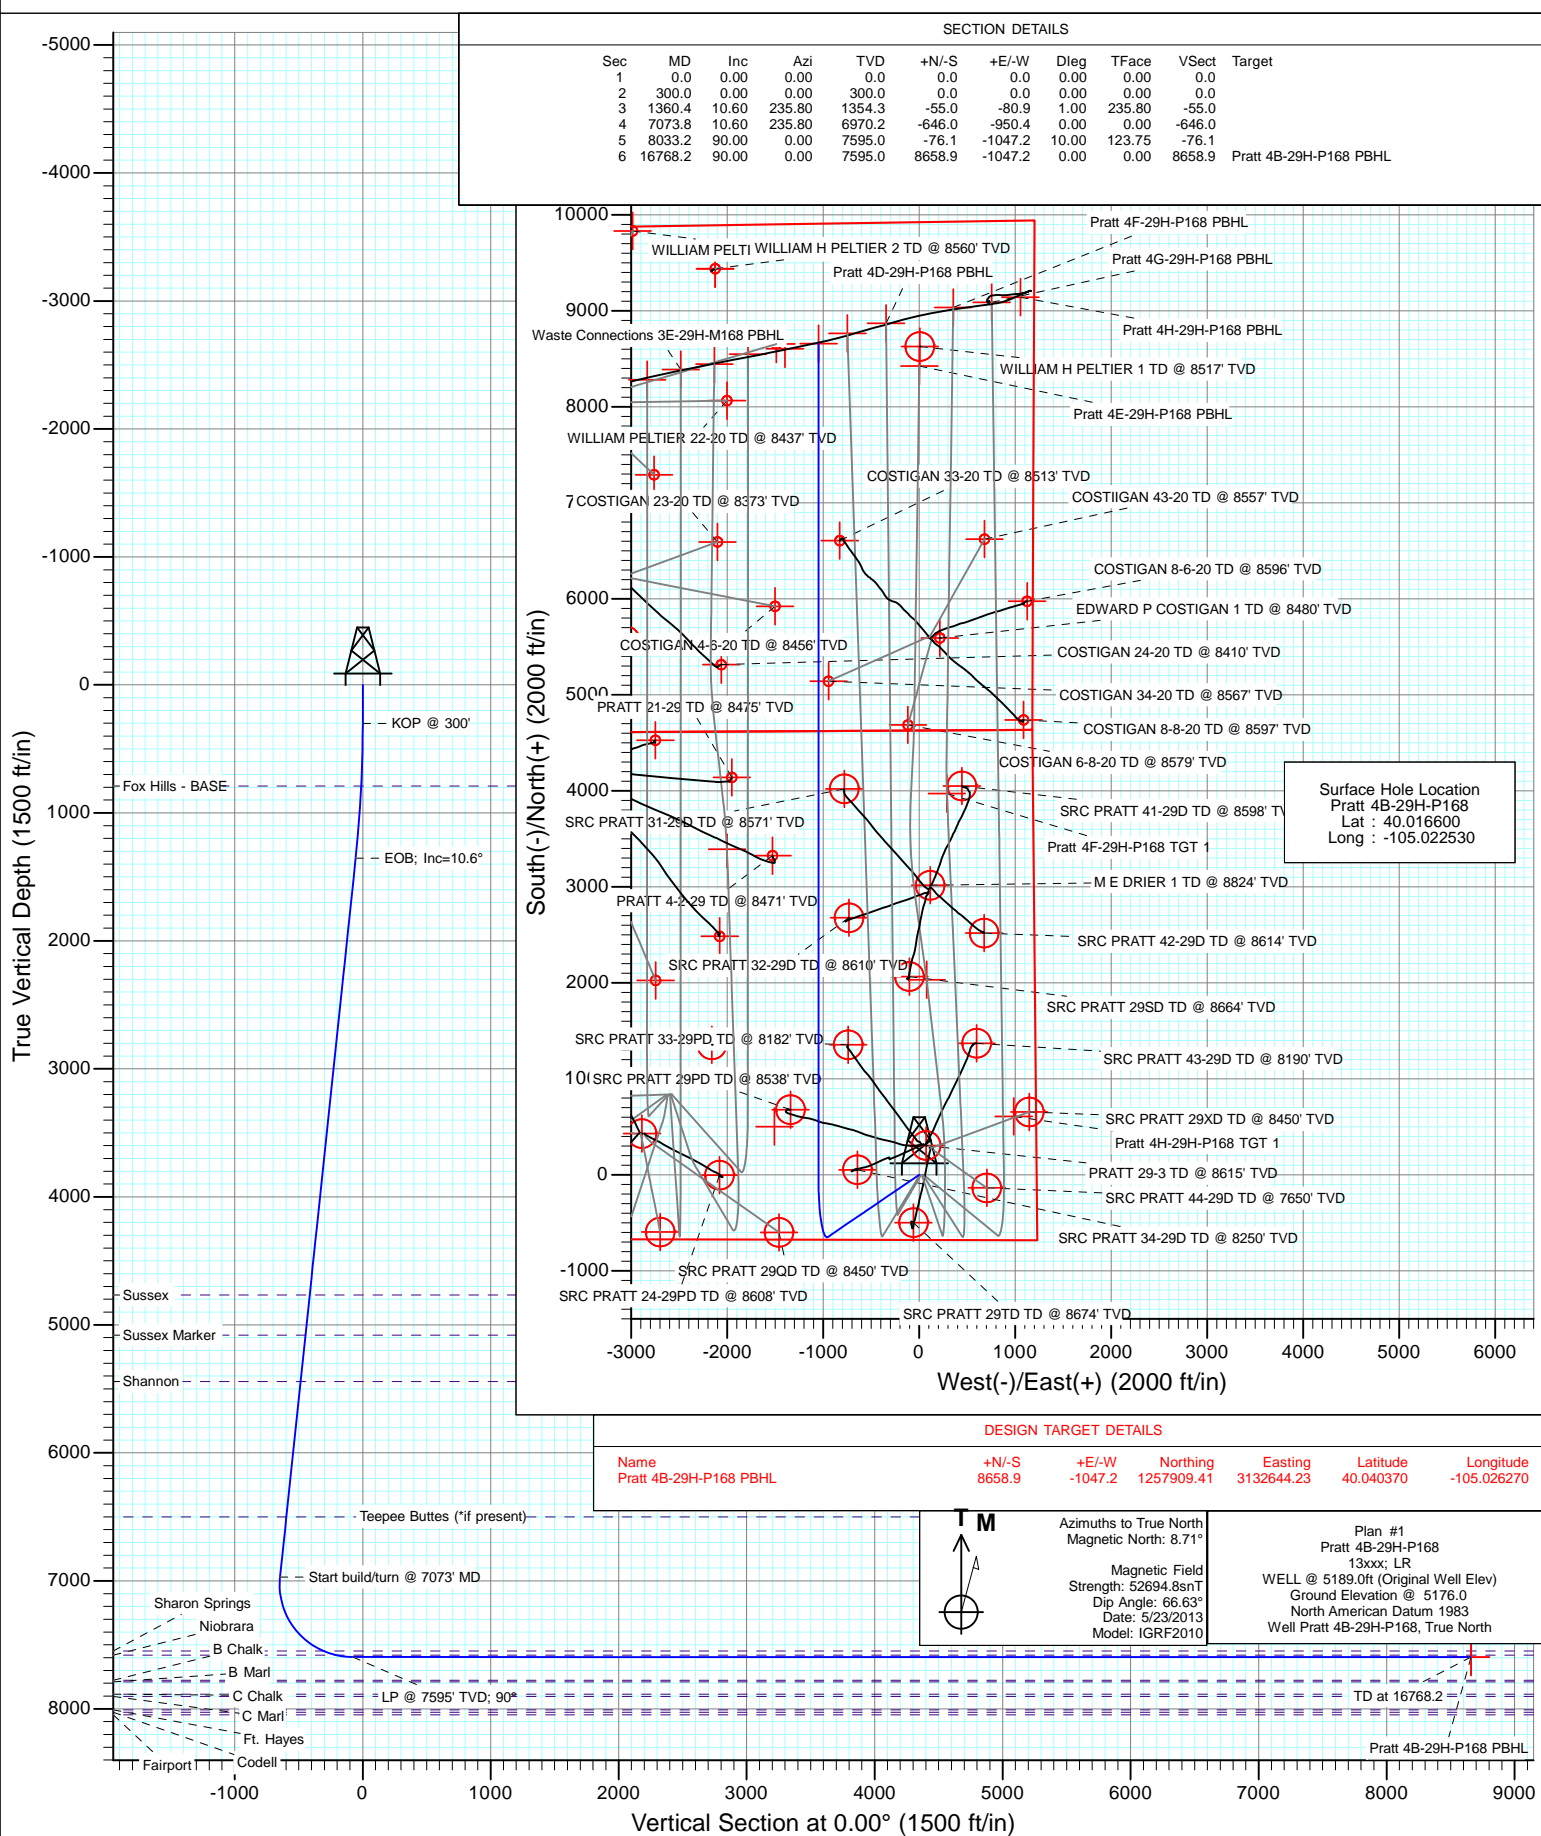 SECTION DETAILS
Sec MD Inc Azi TVD +N/-S +E/-W Dleg TFace VSect Target
1 0.0 0.00 0.00 0.0 0.0 0.0 0.00 0.00 0.0
2 300.0 0.00 0.00 300.0 0.0 0.0 0.00 0.00 0.0
3 1360.4 10.60 235.80 1354.3 -55.0 -80.9 1.00 235.80 -55.0
4 7073.8 10.60 235.80 6970.2 -646.0 -950.4 0.00 0.00 -646.0
5 8033.2 90.00 0.00 7595.0 -76.1 -1047.2 10.00 123.75 -76.1
6 16768.2 90.00 0.00 7595.0 8658.9 -1047.2 0.00 0.00 8658.9 Pratt 4B-29H-P168 PBHL
True Vertical Depth (1500 ft/in)
-5000
-4000
-3000
-2000
-1000
0
1000
2000
3000
4000
5000
6000
7000
8000
KOP @ 300'
Fox Hills - BASE
EOB; Inc=10.6°
Sussex
Sussex Marker
Shannon
Teepee Buttes (*if present)
Start build/turn @ 7073' MD
Sharon Springs
Niobrara
B Chalk
B Marl
C Chalk
C Marl
Ft. Hayes
Codell
Fairport
LP @ 7595' TVD; 90°
TD at 16768.2
Pratt 4B-29H-P168 PBHL
-1000 0 1000 2000 3000 4000 5000 6000 7000 8000 9000
Vertical Section at 0.00° (1500 ft/in)
South(-)/North(+) (2000 ft/in)
10000
9000
8000
7
6000
5000
4000
3000
2000
10
0
-1000
Pratt 4F-29H-P168 PBHL
WILLIAM PELTI
WILLIAM H PELTIER 2 TD @ 8560' TVD
Pratt 4G-29H-P168 PBHL
Pratt 4D-29H-P168 PBHL
Pratt 4H-29H-P168 PBHL
Waste Connections 3E-29H-M168 PBHL
WILLIAM H PELTIER 1 TD @ 8517' TVD
Pratt 4E-29H-P168 PBHL
WILLIAM PELTIER 22-20 TD @ 8437' TVD
COSTIGAN 33-20 TD @ 8513' TVD
COSTIGAN 23-20 TD @ 8373' TVD
COSTIIGAN 43-20 TD @ 8557' TVD
COSTIGAN 8-6-20 TD @ 8596' TVD
EDWARD P COSTIGAN 1 TD @ 8480' TVD
COSTIGAN 4-6-20 TD @ 8456' TVD
COSTIGAN 24-20 TD @ 8410' TVD
COSTIGAN 34-20 TD @ 8567' TVD
PRATT 21-29 TD @ 8475' TVD
COSTIGAN 8-8-20 TD @ 8597' TVD
COSTIGAN 6-8-20 TD @ 8579' TVD
SRC PRATT 41-29D TD @ 8598' TV
SRC PRATT 31-29D TD @ 8571' TVD
Pratt 4F-29H-P168 TGT 1
M E DRIER 1 TD @ 8824' TVD
PRATT 4-2-29 TD @ 8471' TVD
SRC PRATT 42-29D TD @ 8614' TVD
SRC PRATT 32-29D TD @ 8610' TVD
SRC PRATT 29SD TD @ 8664' TVD
SRC PRATT 33-29PD TD @ 8182' TVD
SRC PRATT 43-29D TD @ 8190' TVD
SRC PRATT 29PD TD @ 8538' TVD
SRC PRATT 29XD TD @ 8450' TVD
Pratt 4H-29H-P168 TGT 1
PRATT 29-3 TD @ 8615' TVD
SRC PRATT 44-29D TD @ 7650' TVD
SRC PRATT 34-29D TD @ 8250' TVD
SRC PRATT 29QD TD @ 8450' TVD
SRC PRATT 24-29PD TD @ 8608' TVD
SRC PRATT 29TD TD @ 8674' TVD
-3000 -2000 -1000 0 1000 2000 3000 4000 5000 6000
West(-)/East(+) (2000 ft/in)
Surface Hole Location
Pratt 4B-29H-P168
Lat : 40.016600
Long : -105.022530
DESIGN TARGET DETAILS
Name +N/-S +E/-W Northing Easting Latitude Longitude
Pratt 4B-29H-P168 PBHL 8658.9 -1047.2 1257909.41 3132644.23 40.040370 -105.026270
T M
Azimuths to True North
Magnetic North: 8.71°
Magnetic Field
Strength: 52694.8snT
Dip Angle: 66.63°
Date: 5/23/2013
Model: IGRF2010
Plan #1
Pratt 4B-29H-P168
13xxx; LR
WELL @ 5189.0ft (Original Well Elev)
Ground Elevation @ 5176.0
North American Datum 1983
Well Pratt 4B-29H-P168, True North